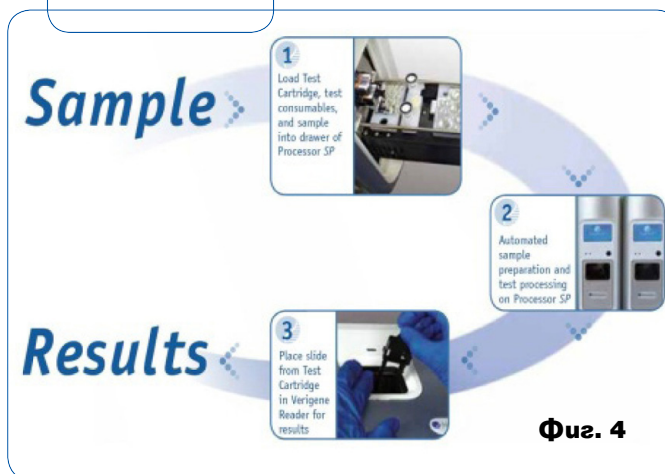 Sample
1
Load Test
Cartridge, test
consumables,
and sample
into drawer of
Processor SP
2
Automated
sample
preparation and
test processing
on Processor SP
Results
3
Place slide
from Test
Cartridge
in Verigene
Reader for
results
Фиг. 4